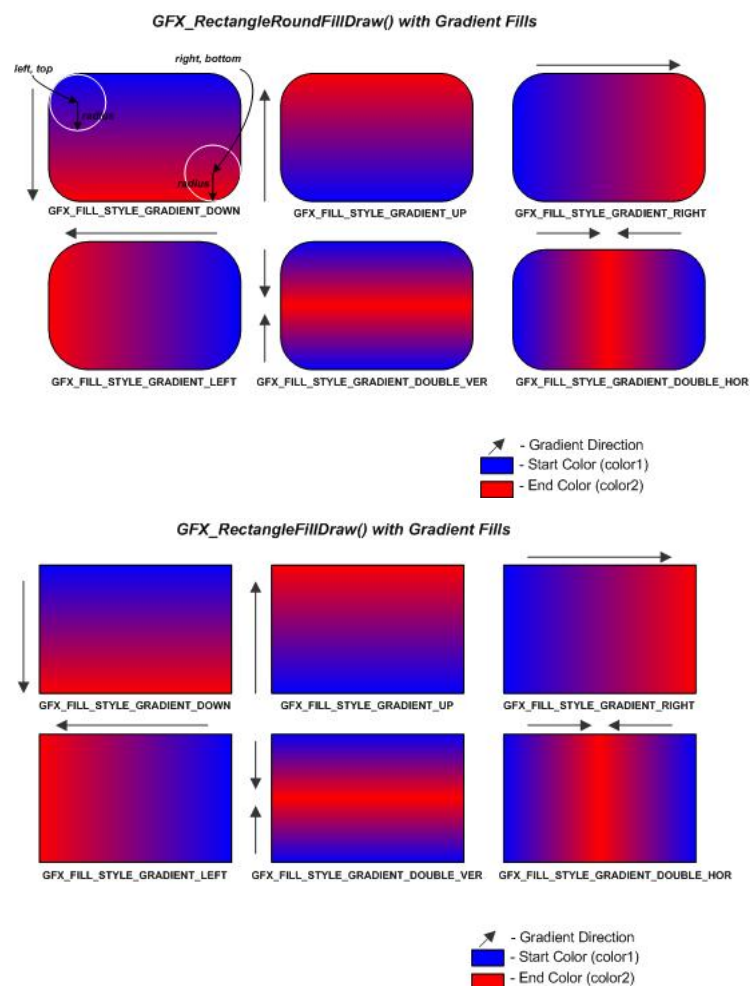 GFX_RectangleRoundFillDraw() with Gradient Fills
left, top
right, bottom
radius
radius
GFX_FILL_STYLE_GRADIENT_DOWN
GFX_FILL_STYLE_GRADIENT_UP
GFX_FILL_STYLE_GRADIENT_RIGHT
GFX_FILL_STYLE_GRADIENT_LEFT
GFX_FILL_STYLE_GRADIENT_DOUBLE_VER
GFX_FILL_STYLE_GRADIENT_DOUBLE_HOR
- Gradient Direction
- Start Color (color1)
- End Color (color2)
GFX_RectangleFillDraw() with Gradient Fills
GFX_FILL_STYLE_GRADIENT_DOWN
GFX_FILL_STYLE_GRADIENT_UP
GFX_FILL_STYLE_GRADIENT_RIGHT
GFX_FILL_STYLE_GRADIENT_LEFT
GFX_FILL_STYLE_GRADIENT_DOUBLE_VER
GFX_FILL_STYLE_GRADIENT_DOUBLE_HOR
- Gradient Direction
- Start Color (color1)
- End Color (color2)